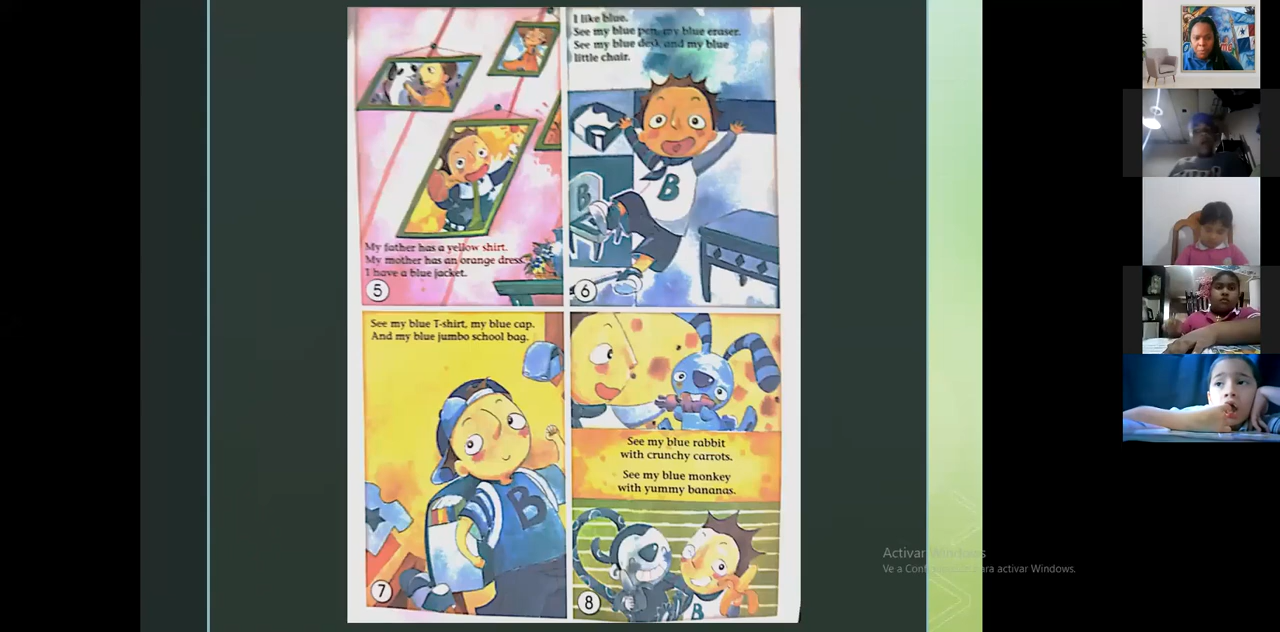 My father has a yellow shirt.
My mother has an orange dress.
I have a blue jacket.
5
I like blue.
See my blue pen, my blue eraser.
See my blue desk and my blue
little chair.
B
B
6
See my blue T-shirt, my blue cap.
And my blue jumbo school bag.
B
7
See my blue rabbit
with crunchy carrots.
See my blue monkey
with yummy bananas.
B
8
Activar Windows
Ve a para activar Windows.